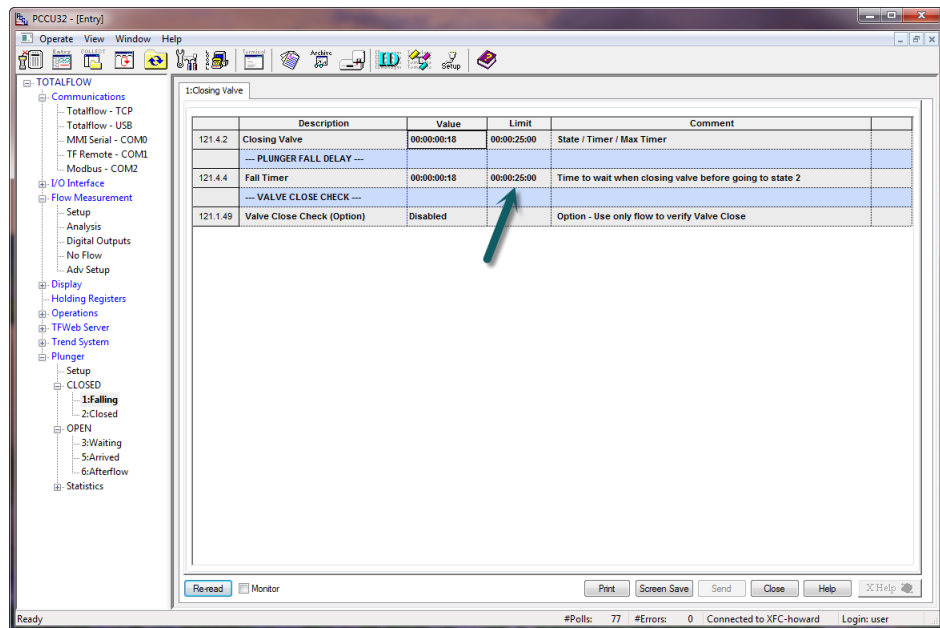 PCCU32 - [Entry]
Operate View Window Help
Entry COLLECT Terminal Archive ID Setup
TOTALFLOW
Communications
Totalflow - TCP
Totalflow - USB
MMI Serial - COM0
TF Remote - COM1
Modbus - COM2
I/O Interface
Flow Measurement
Setup
Analysis
Digital Outputs
No Flow
Adv Setup
Display
Holding Registers
Operations
TFWeb Server
Trend System
Plunger
Setup
CLOSED
1:Falling
2:Closed
OPEN
3:Waiting
5:Arrived
6:Afterflow
Statistics
1:Closing Valve
Description Value Limit Comment
121.4.2 Closing Valve 00:00:00:18 00:00:25:00 State / Timer / Max Timer
--- PLUNGER FALL DELAY ---
121.4.4 Fall Timer 00:00:00:18 00:00:25:00 Time to wait when closing valve before going to state 2
--- VALVE CLOSE CHECK ---
121.1.49 Valve Close Check (Option) Disabled Option - Use only flow to verify Valve Close
Re-read Monitor Print Screen Save Send Close Help X Help
Ready #Polls: 77 #Errors: 0 Connected to XFC-howard Login: user